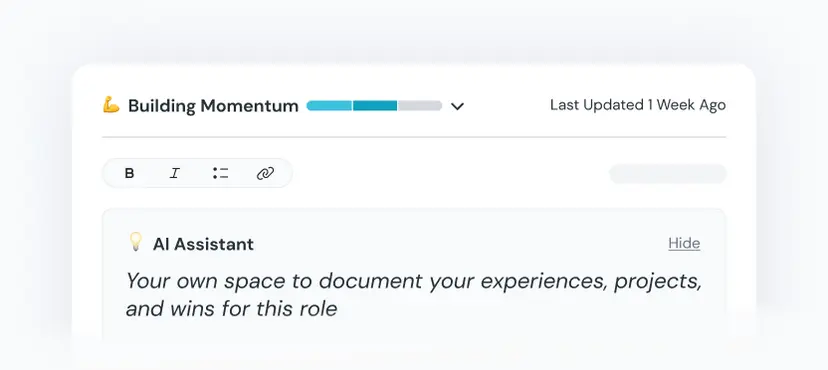 💪 Building Momentum
Last Updated 1 Week Ago
B I
💡 AI Assistant
Hide
Your own space to document your experiences, projects,
and wins for this role